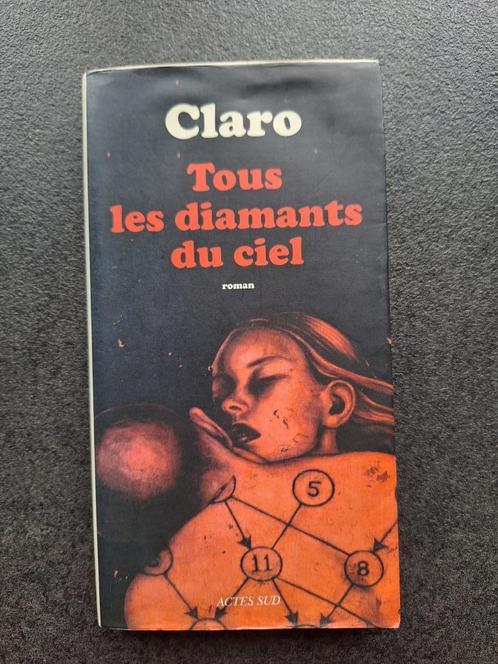 Claro
Tous
les diamants
du ciel
roman
5
11
8
ACTES SUD